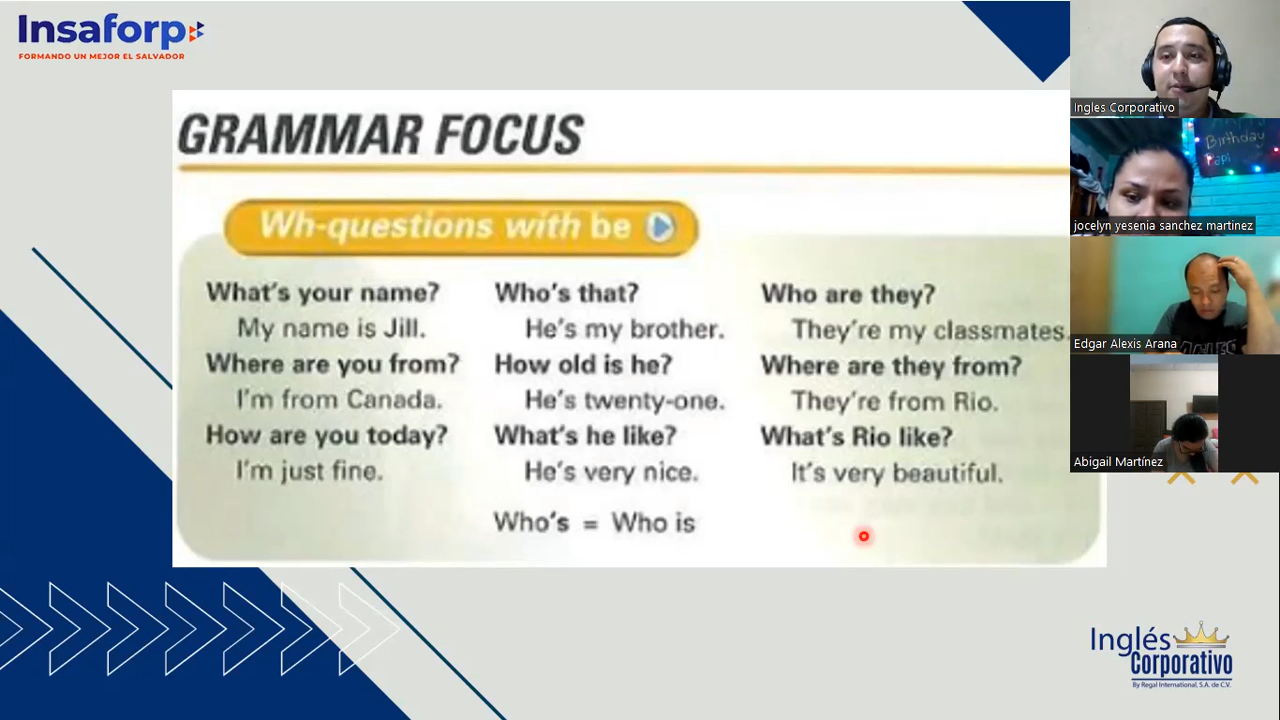 Insaforp
FORMANDO UN MEJOR EL SALVADOR
GRAMMAR FOCUS
Wh-questions with be
What's your name?
My name is Jill.
Where are you from?
I'm from Canada.
How are you today?
I'm just fine.
Who's that?
He's my brother.
How old is he?
He's twenty-one.
What's he like?
He's very nice.
Who's = Who is
Who are they?
They're my classmates.
Where are they from?
They're from Rio.
What's Rio like?
It's very beautiful.
Ingles Corporativo
Birthday
Papi
jocelyn yesenia sanchez martinez
Edgar Alexis Arana
Abigail Martínez
Inglés
Corporativo
By Regal International, S.A. de C.V.